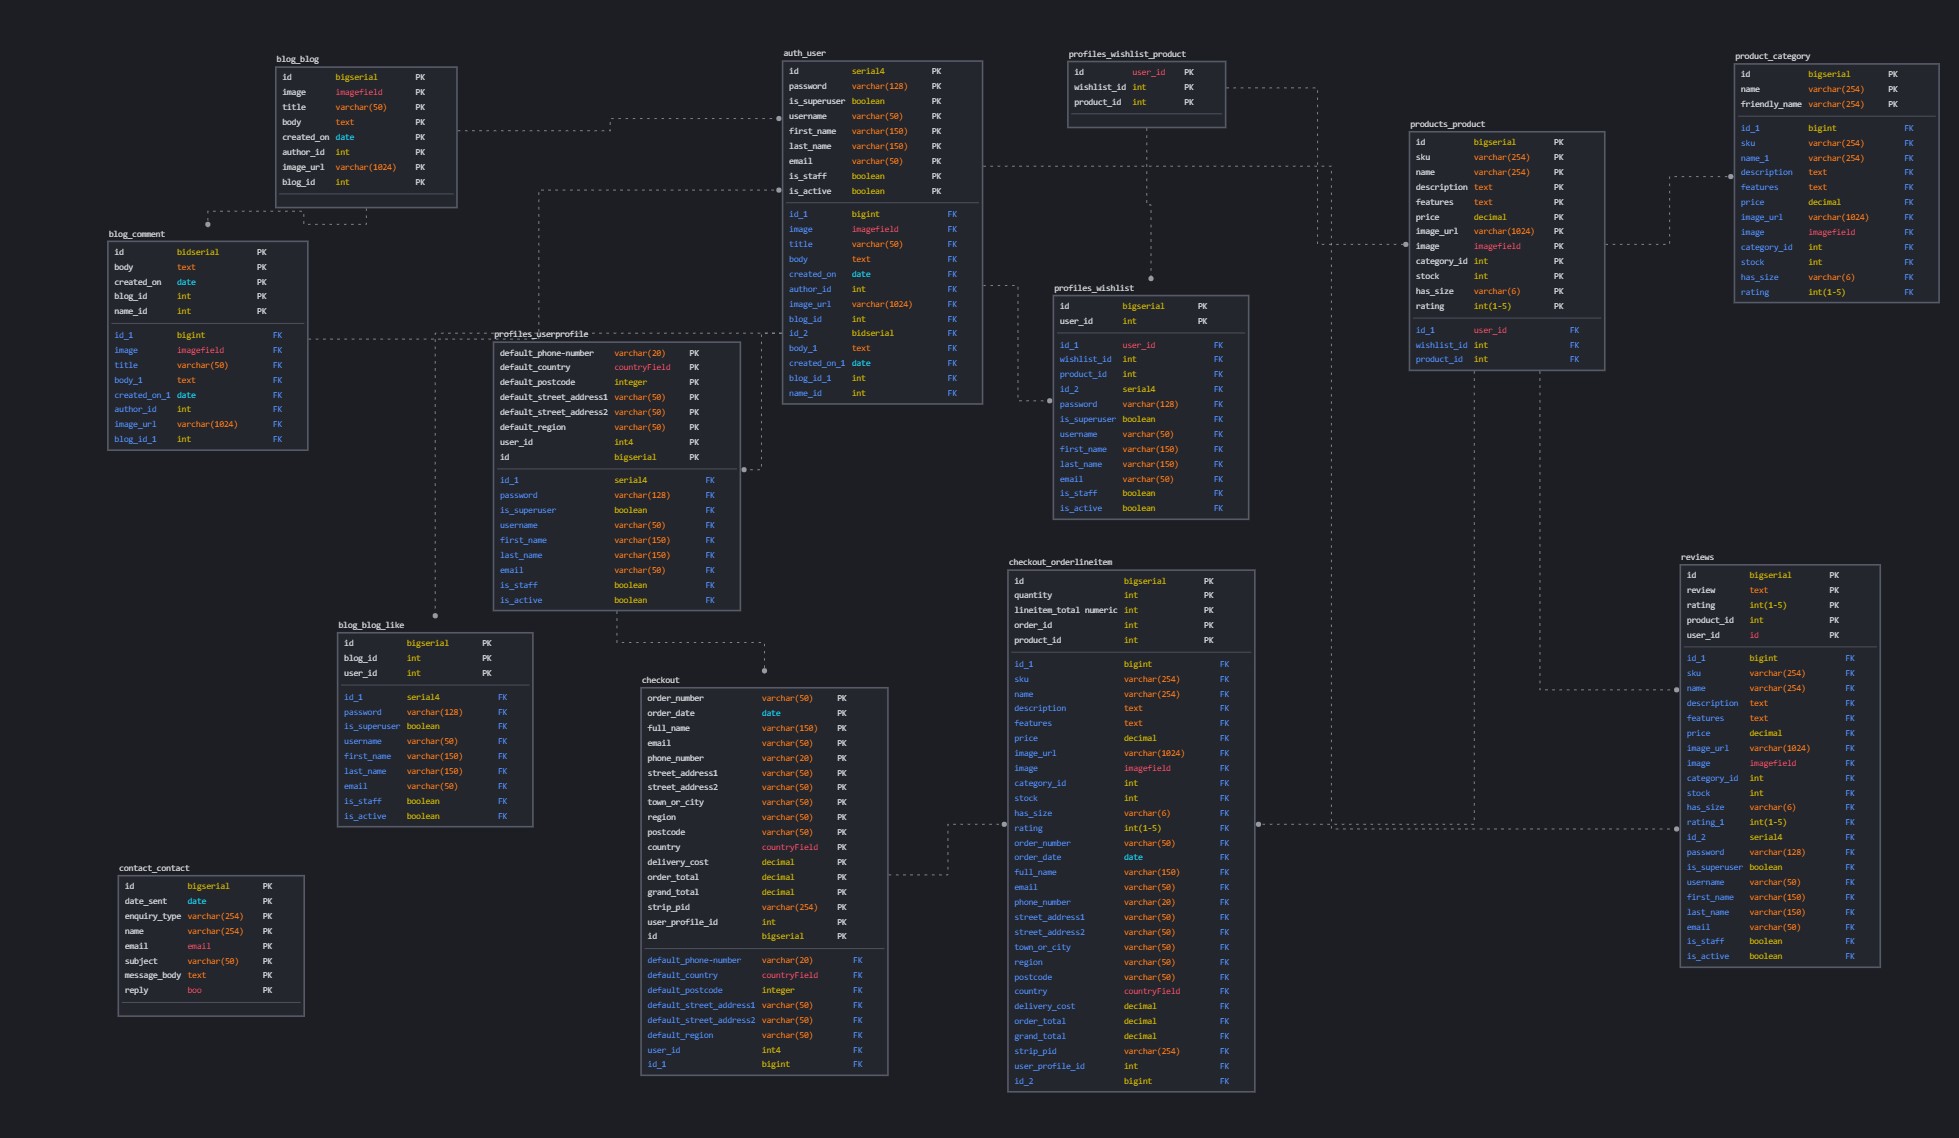 blog_blog
id bigserial PK
image imagefield PK
title varchar(50) PK
body text PK
created_on date PK
author_id int PK
image_url varchar(1024) PK
blog_id int PK
blog_comment
id bidserial PK
body text PK
created_on date PK
blog_id int PK
name_id int PK
id_1 bigint FK
image imagefield FK
title varchar(50) FK
body_1 text FK
created_on_1 date FK
author_id int FK
image_url varchar(1024) FK
blog_id_1 int FK
auth_user
id serial4 PK
password varchar(128) PK
is_superuser boolean PK
username varchar(50) PK
first_name varchar(150) PK
last_name varchar(150) PK
email varchar(50) PK
is_staff boolean PK
is_active boolean PK
id_1 bigint FK
image imagefield FK
title varchar(50) FK
body text FK
created_on date FK
author_id int FK
image_url varchar(1024) FK
blog_id int FK
id_2 bidserial FK
body_1 text FK
created_on_1 date FK
blog_id_1 int FK
name_id int FK
profiles_userprofile
default_phone-number varchar(20) PK
default_country countryField PK
default_postcode integer PK
default_street_address1 varchar(50) PK
default_street_address2 varchar(50) PK
default_region varchar(50) PK
user_id int4 PK
id bigserial PK
id_1 serial4 FK
password varchar(128) FK
is_superuser boolean FK
username varchar(50) FK
first_name varchar(150) FK
last_name varchar(150) FK
email varchar(50) FK
is_staff boolean FK
is_active boolean FK
profiles_wishlist_product
id user_id PK
wishlist_id int PK
product_id int PK
profiles_wishlist
id bigserial PK
user_id int PK
id_1 user_id FK
wishlist_id int FK
product_id int FK
id_2 serial4 FK
password varchar(128) FK
is_superuser boolean FK
username varchar(50) FK
first_name varchar(150) FK
last_name varchar(150) FK
email varchar(50) FK
is_staff boolean FK
is_active boolean FK
products_product
id bigserial PK
sku varchar(254) PK
name varchar(254) PK
description text PK
features text PK
price decimal PK
image_url varchar(1024) PK
image imagefield PK
category_id int PK
stock int PK
has_size varchar(6) PK
rating int(1-5) PK
id_1 user_id FK
wishlist_id int FK
product_id int FK
product_category
id bigserial PK
name varchar(254) PK
friendly_name varchar(254) PK
id_1 bigint FK
sku varchar(254) FK
name_1 varchar(254) FK
description text FK
features text FK
price decimal FK
image_url varchar(1024) FK
image imagefield FK
category_id int FK
stock int FK
has_size varchar(6) FK
rating int(1-5) FK
blog_blog_like
id bigserial PK
blog_id int PK
user_id int PK
id_1 serial4 FK
password varchar(128) FK
is_superuser boolean FK
username varchar(50) FK
first_name varchar(150) FK
last_name varchar(150) FK
email varchar(50) FK
is_staff boolean FK
is_active boolean FK
contact_contact
id bigserial PK
date_sent date PK
enquiry_type varchar(254) PK
name varchar(254) PK
email email PK
subject varchar(50) PK
message_body text PK
reply boo PK
checkout
order_number varchar(50) PK
order_date date PK
full_name varchar(150) PK
email varchar(50) PK
phone_number varchar(20) PK
street_address1 varchar(50) PK
street_address2 varchar(50) PK
town_or_city varchar(50) PK
region varchar(50) PK
postcode varchar(50) PK
country countryField PK
delivery_cost decimal PK
order_total decimal PK
grand_total decimal PK
strip_pid varchar(254) PK
user_profile_id int PK
id bigserial PK
default_phone-number varchar(20) FK
default_country countryField FK
default_postcode integer FK
default_street_address1 varchar(50) FK
default_street_address2 varchar(50) FK
default_region varchar(50) FK
user_id int4 FK
id_1 bigint FK
checkout_orderlineitem
id bigserial PK
quantity int PK
lineitem_total numeric int PK
order_id int PK
product_id int PK
id_1 bigint FK
sku varchar(254) FK
name varchar(254) FK
description text FK
features text FK
price decimal FK
image_url varchar(1024) FK
image imagefield FK
category_id int FK
stock int FK
has_size varchar(6) FK
rating int(1-5) FK
order_number varchar(50) FK
order_date date FK
full_name varchar(150) FK
email varchar(50) FK
phone_number varchar(20) FK
street_address1 varchar(50) FK
street_address2 varchar(50) FK
town_or_city varchar(50) FK
region varchar(50) FK
postcode varchar(50) FK
country countryField FK
delivery_cost decimal FK
order_total decimal FK
grand_total decimal FK
strip_pid varchar(254) FK
user_profile_id int FK
id_2 bigint FK
reviews
id bigserial PK
review text PK
rating int(1-5) PK
product_id int PK
user_id id PK
id_1 bigint FK
sku varchar(254) FK
name varchar(254) FK
description text FK
features text FK
price decimal FK
image_url varchar(1024) FK
image imagefield FK
category_id int FK
stock int FK
has_size varchar(6) FK
rating_1 int(1-5) FK
id_2 serial4 FK
password varchar(128) FK
is_superuser boolean FK
username varchar(50) FK
first_name varchar(150) FK
last_name varchar(150) FK
email varchar(50) FK
is_staff boolean FK
is_active boolean FK